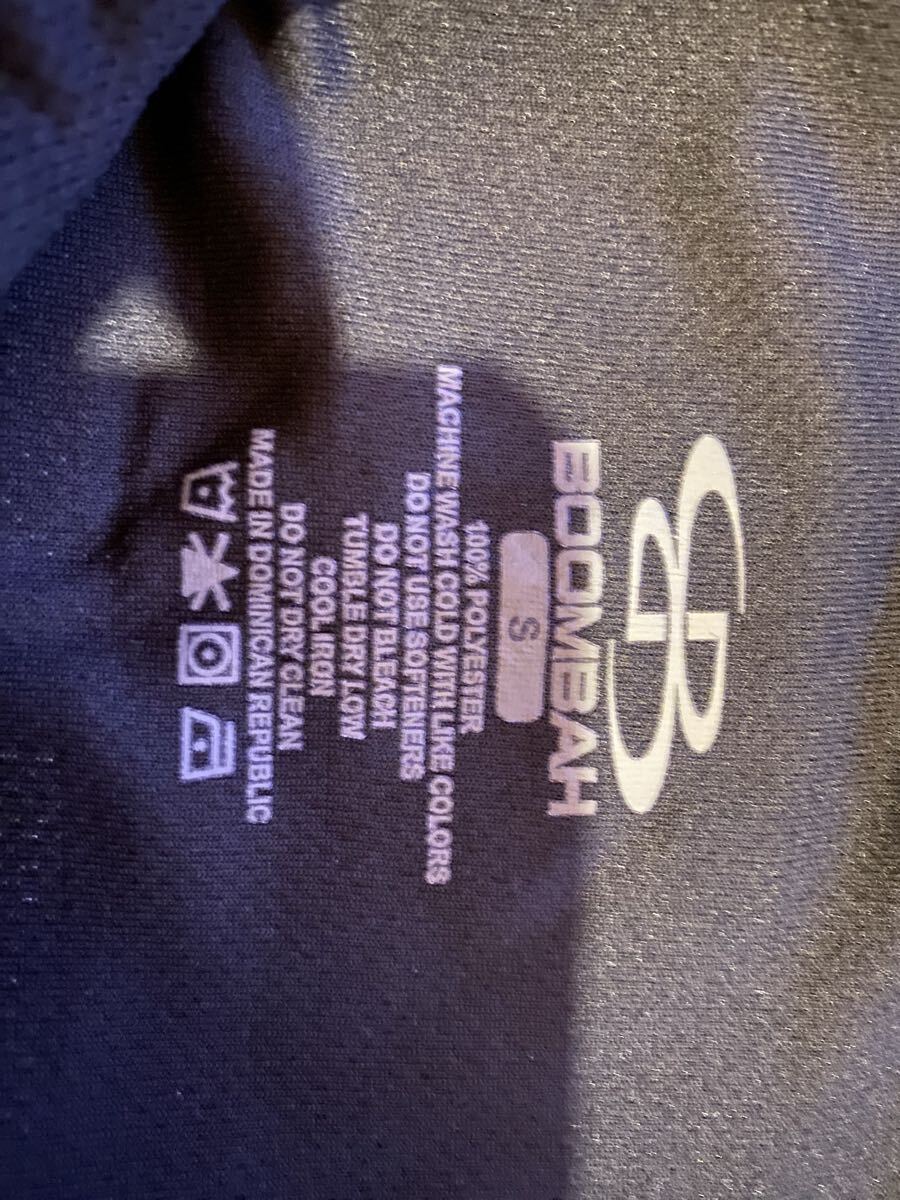 BOOMBAH
S
100% POLYESTER
MACHINE WASH COLD WITH LIKE COLORS
DO NOT USE SOFTENERS
DO NOT BLEACH
TUMBLE DRY LOW
COOL IRON
DO NOT DRY CLEAN
MADE IN DOMINICAN REPUBLIC